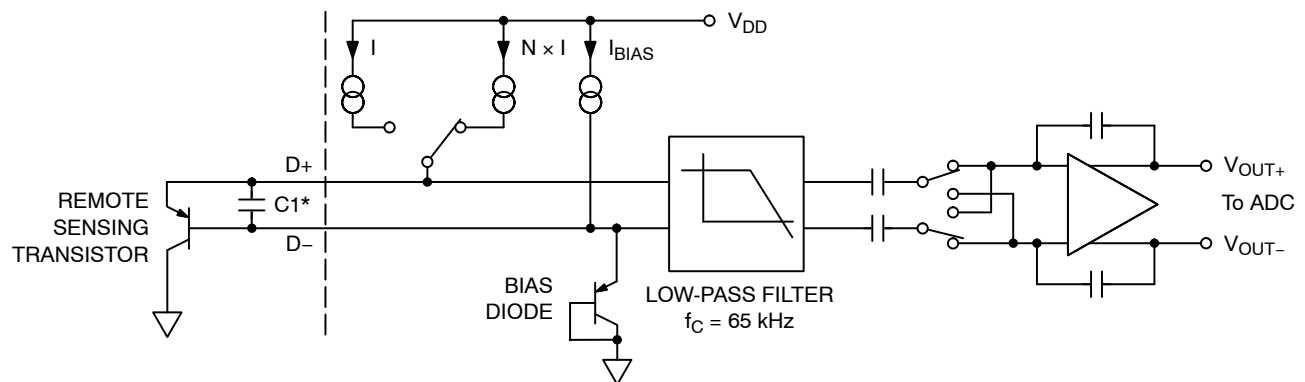 V_DD
I
N × I
I_BIAS
D+
REMOTE
SENSING
TRANSISTOR
C1*
D−
BIAS
DIODE
LOW-PASS FILTER
f_C = 65 kHz
V_OUT+
To ADC
V_OUT−